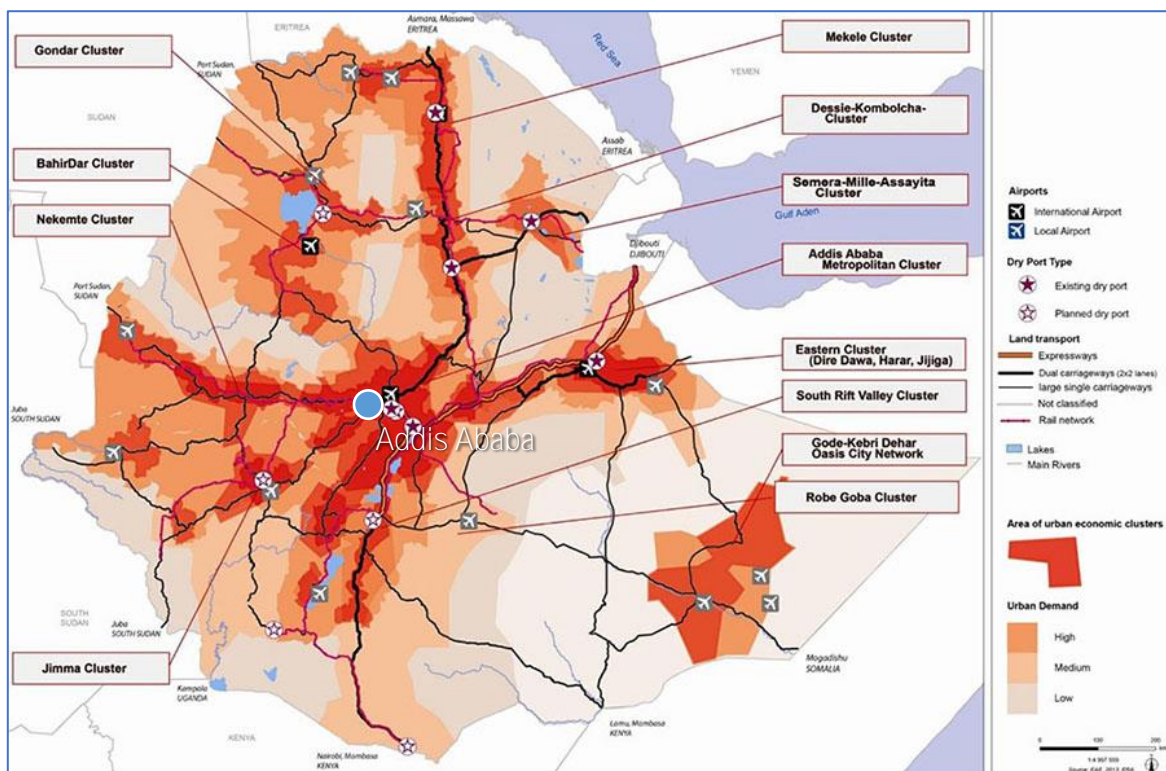 ERITREA
Asmara, Massawa
ERITREA
Gondar Cluster
Mekele Cluster
Port Sudan,
SUDAN
Red Sea
YEMEN
SUDAN
Dessie-Kombolcha-
Cluster
BahirDar Cluster
Assab
ERITREA
Semera-Mille-Assayita
Cluster
Nekemte Cluster
Gulf Aden
Djibouti
DJIBOUTI
Addis Ababa
Metropolitan Cluster
Port Sudan,
SUDAN
Eastern Cluster
(Dire Dawa, Harar, Jijiga)
South Rift Valley Cluster
Juba
SOUTH SUDAN
Addis Ababa
Gode-Kebri Dehar
Oasis City Network
Robe Goba Cluster
SOUTH
SUDAN
Juba
SOUTH SUDAN
Jimma Cluster
Mogadishu
SOMALIA
Kampala
UGANDA
Lamu, Mombasa
KENYA
KENYA
Nairobi, Mombasa
KENYA
Airports
International Airport
Local Airport
Dry Port Type
Existing dry port
Planned dry port
Land transport
Expressways
Dual carriageways (2x2 lanes)
large single carriageways
Not classified
Rail network
Lakes
Main Rivers
Area of urban economic clusters
Urban Demand
High
Medium
Low
0 100 200